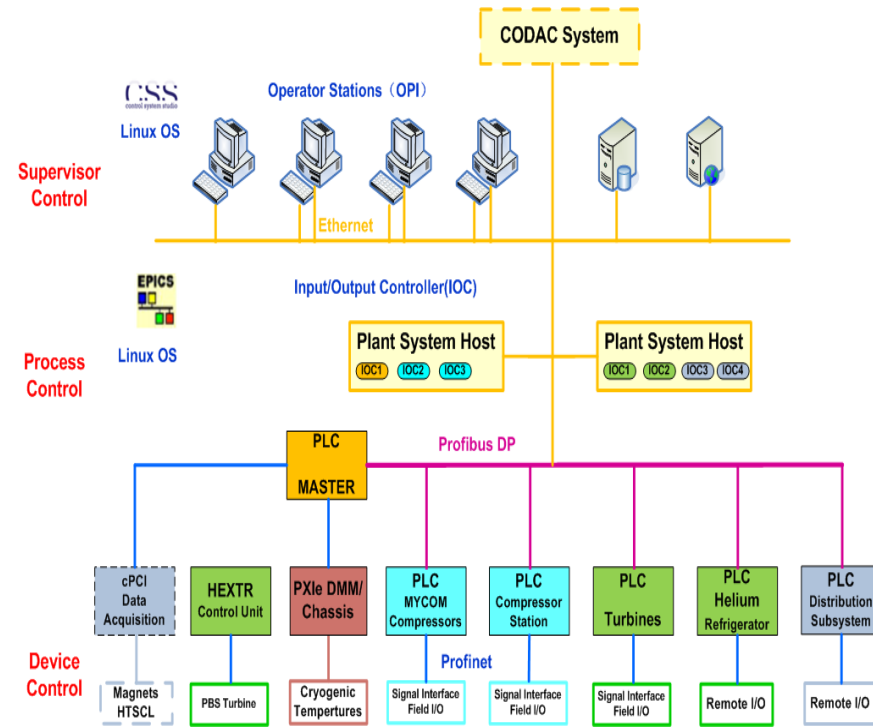 CODAC System
CSS
control system studio
Operator Stations（OPI）
Linux OS
Supervisor
Control
Ethernet
EPICS
Input/Output Controller(IOC)
Linux OS
Process
Control
Plant System Host
IOC1 IOC2 IOC3
Plant System Host
IOC1 IOC2 IOC3 IOC4
PLC
MASTER
Profibus DP
cPCI
Data
Acquisition
HEXTR
Control Unit
PXIe DMM/
Chassis
PLC
MYCOM
Compressors
PLC
Compressor
Station
PLC
Turbines
PLC
Helium
Refrigerator
PLC
Distribution
Subsystem
Device
Control
Profinet
Magnets
HTSCL
PBS Turbine
Cryogenic
Tempertures
Signal Interface
Field I/O
Signal Interface
Field I/O
Signal Interface
Field I/O
Remote I/O
Remote I/O